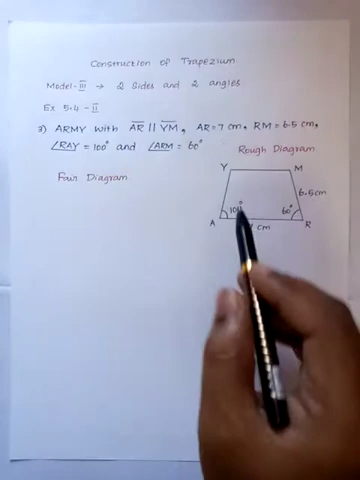 Construction of Trapezium
Model-III → 2 Sides and 2 angles
Ex 5.4 - II
3) ARMY with AR || YM, AR = 7 cm, RM = 6.5 cm,
∠RAY = 100° and ∠ARM = 60°
Rough Diagram
Fair Diagram
Y M
6.5cm
100° 60°
A cm R